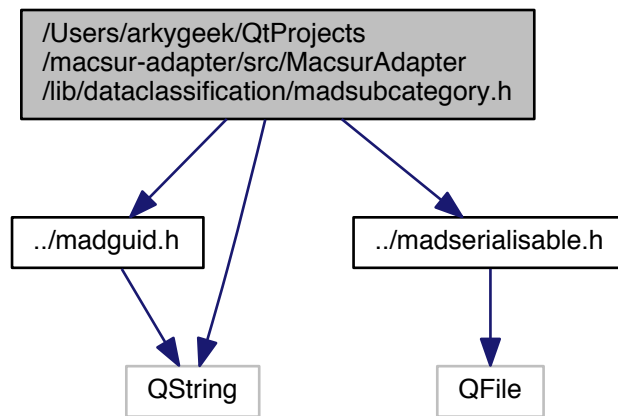 /Users/arkygeek/QtProjects
/macsur-adapter/src/MacsurAdapter
/lib/dataclassification/madsubcategory.h
../madguid.h
../madserialisable.h
QString
QFile